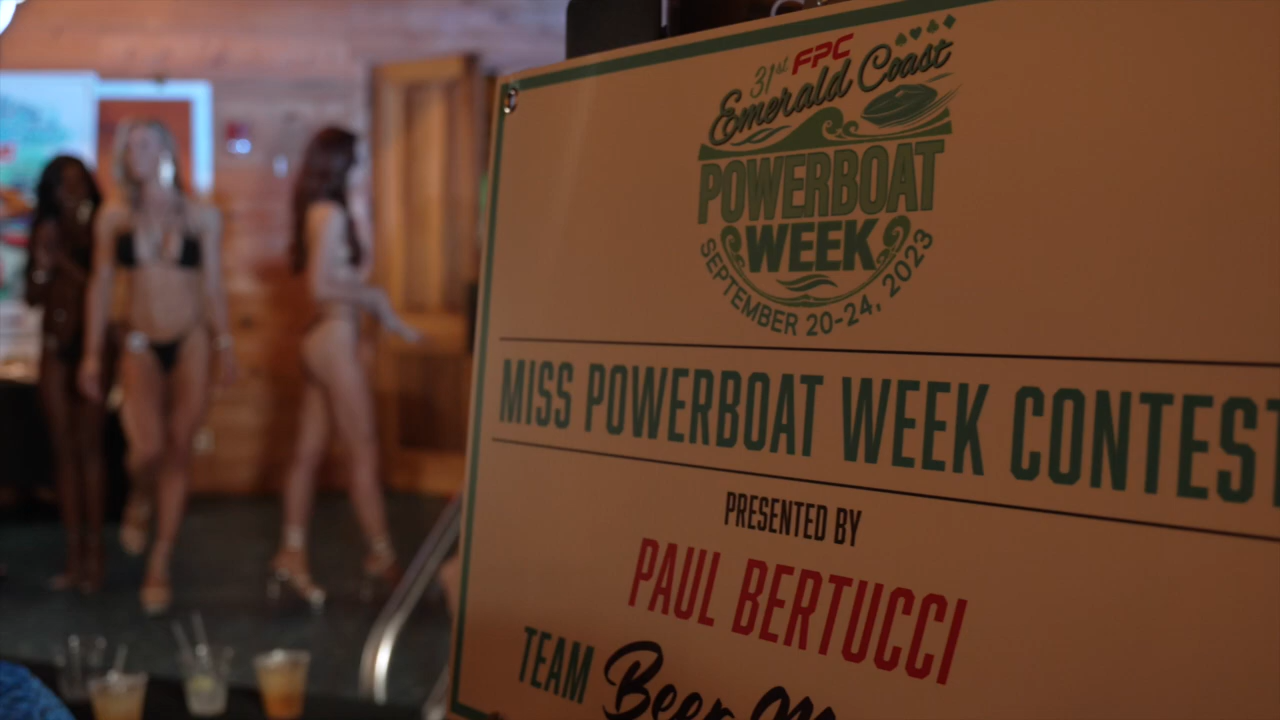 31st FPC
Emerald Coast
POWERBOAT
WEEK
SEPTEMBER 20-24, 2023
MISS POWERBOAT WEEK CONTEST
PRESENTED BY
PAUL BERTUCCI
TEAM Beer